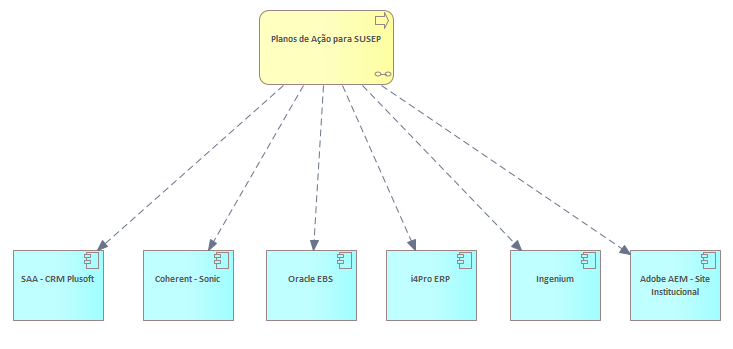 Planos de Ação para SUSEP
SAA - CRM Plusoft
Coherent - Sonic
Oracle EBS
i4Pro ERP
Ingenium
Adobe AEM - Site
Institucional